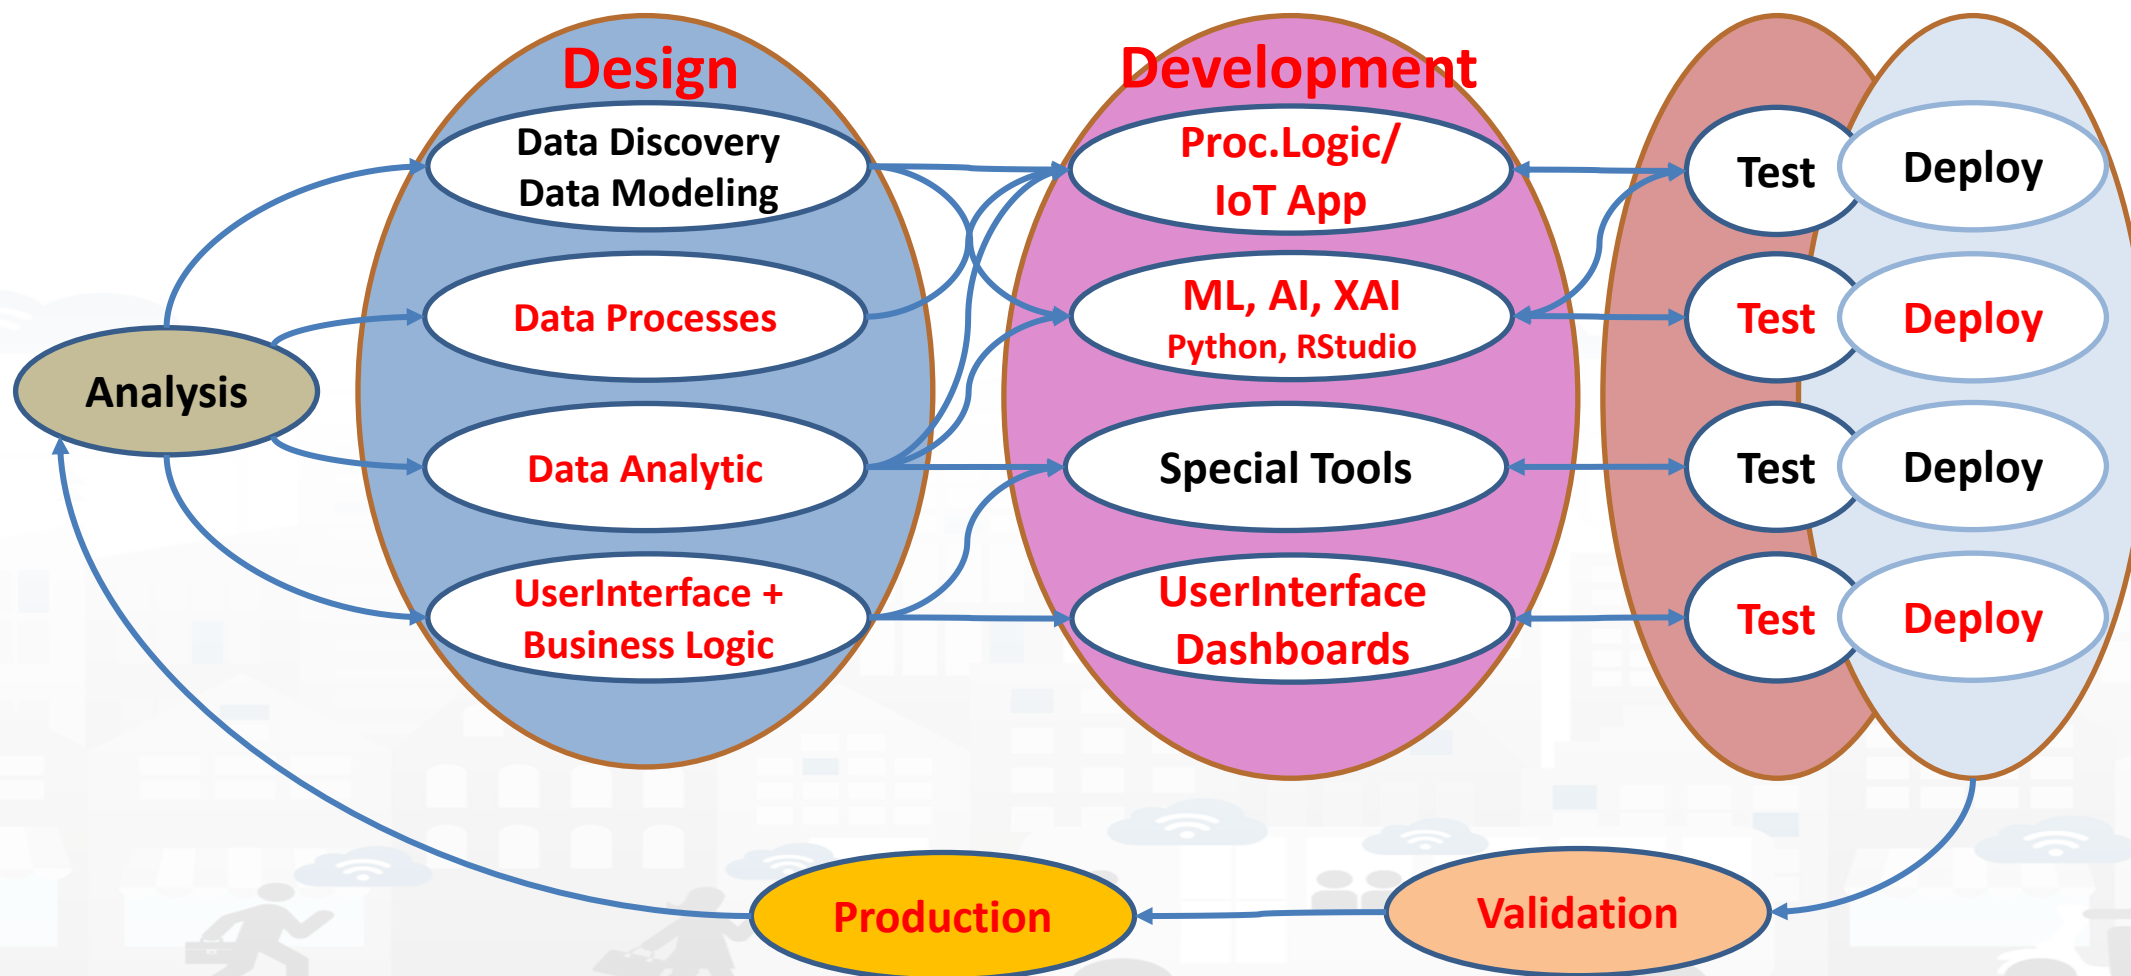 Design
Development
Data Discovery
Data Modeling
Proc.Logic/
IoT App
Test
Deploy
Data Processes
ML, AI, XAI
Python, RStudio
Test
Deploy
Analysis
Data Analytic
Special Tools
Test
Deploy
UserInterface +
Business Logic
UserInterface
Dashboards
Test
Deploy
Production
Validation